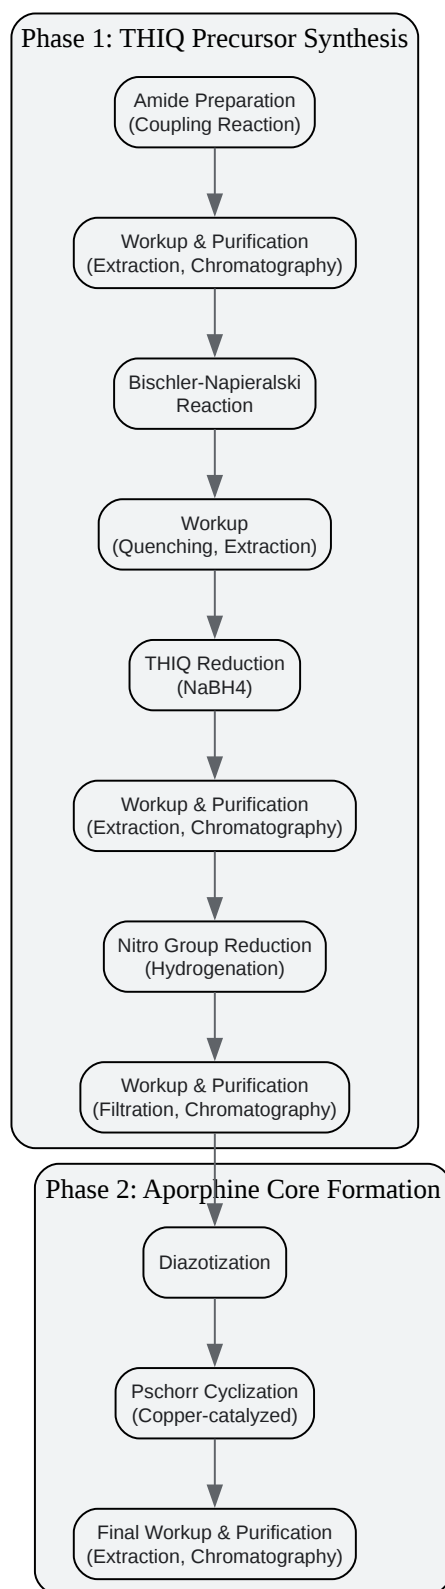 Phase 1: THIQ Precursor Synthesis
Amide Preparation
(Coupling Reaction)
Workup & Purification
(Extraction, Chromatography)
Bischler-Napieralski
Reaction
Workup
(Quenching, Extraction)
THIQ Reduction
(NaBH4)
Workup & Purification
(Extraction, Chromatography)
Nitro Group Reduction
(Hydrogenation)
Workup & Purification
(Filtration, Chromatography)
Phase 2: Aporphine Core Formation
Diazotization
Pschorr Cyclization
(Copper-catalyzed)
Final Workup & Purification
(Extraction, Chromatography)